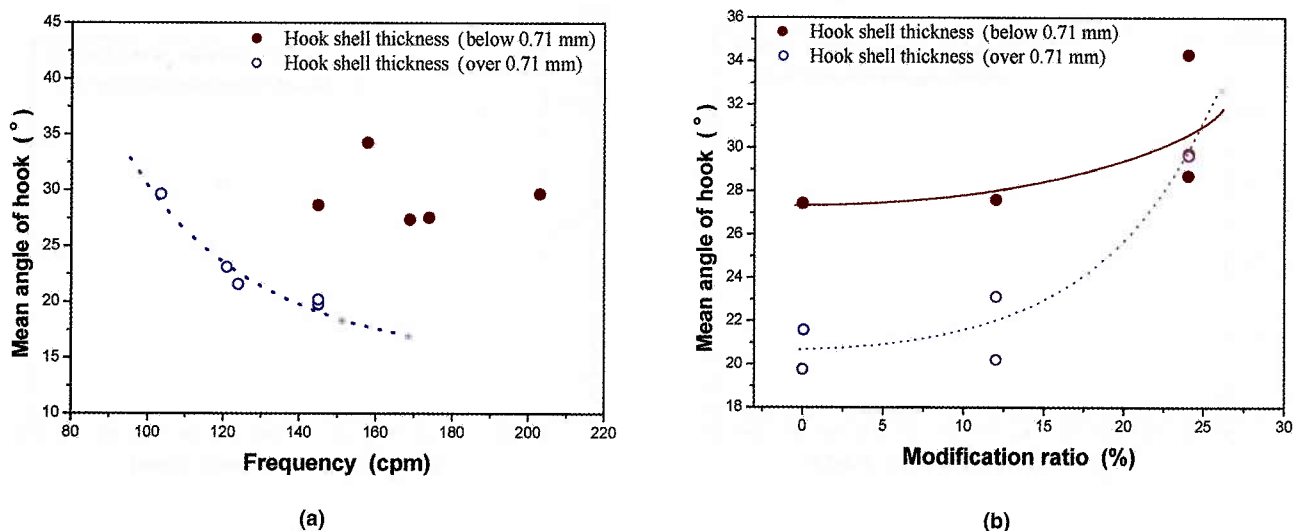 45
40
35
30
25
20
15
10
Mean angle of hook (°)
Hook shell thickness (below 0.71 mm)
Hook shell thickness (over 0.71 mm)
80 100 120 140 160 180 200 220
Frequency (cpm)
(a)
36
34
32
30
28
26
24
22
20
18
Mean angle of hook (°)
Hook shell thickness (below 0.71 mm)
Hook shell thickness (over 0.71 mm)
0 5 10 15 20 25 30
Modification ratio (%)
(b)